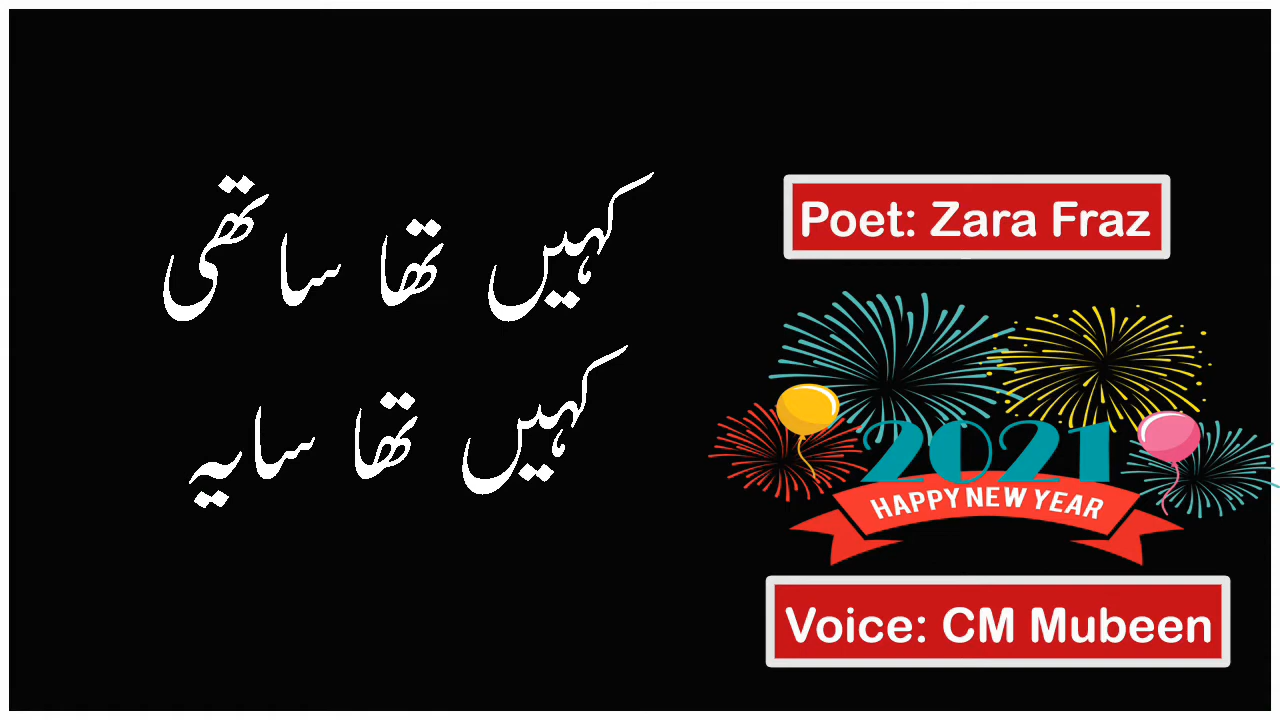 کہیں تھا ساتھی
کہیں تھا سایہ
Poet: Zara Fraz
2021
HAPPY NEW YEAR
Voice: CM Mubeen